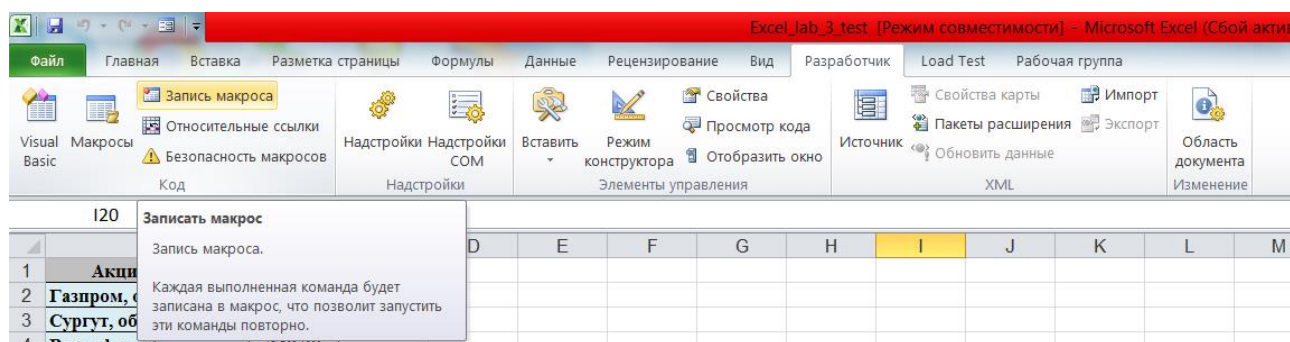 Excel_lab_3_test [Режим совместимости] - Microsoft Excel (Сбой
Файл Главная Вставка Разметка страницы Формулы Данные Рецензирование Вид Разработчик Load Test Рабочая группа
Visual Basic
Макросы
Запись макроса
Относительные ссылки
Безопасность макросов
Код
Надстройки
Надстройки COM
Надстройки
Вставить
Режим конструктора
Свойства
Просмотр кода
Отобразить окно
Элементы управления
Источник
Свойства карты
Пакеты расширения
Обновить данные
Импорт
Экспорт
XML
Область документа
Изменение
I20
Записать макрос
Запись макроса.
Каждая выполненная команда будет
записана в макрос, что позволит запустить
эти команды повторно.
D E F G H I J K L M
1 Акци
2 Газпром,
3 Сургут, об